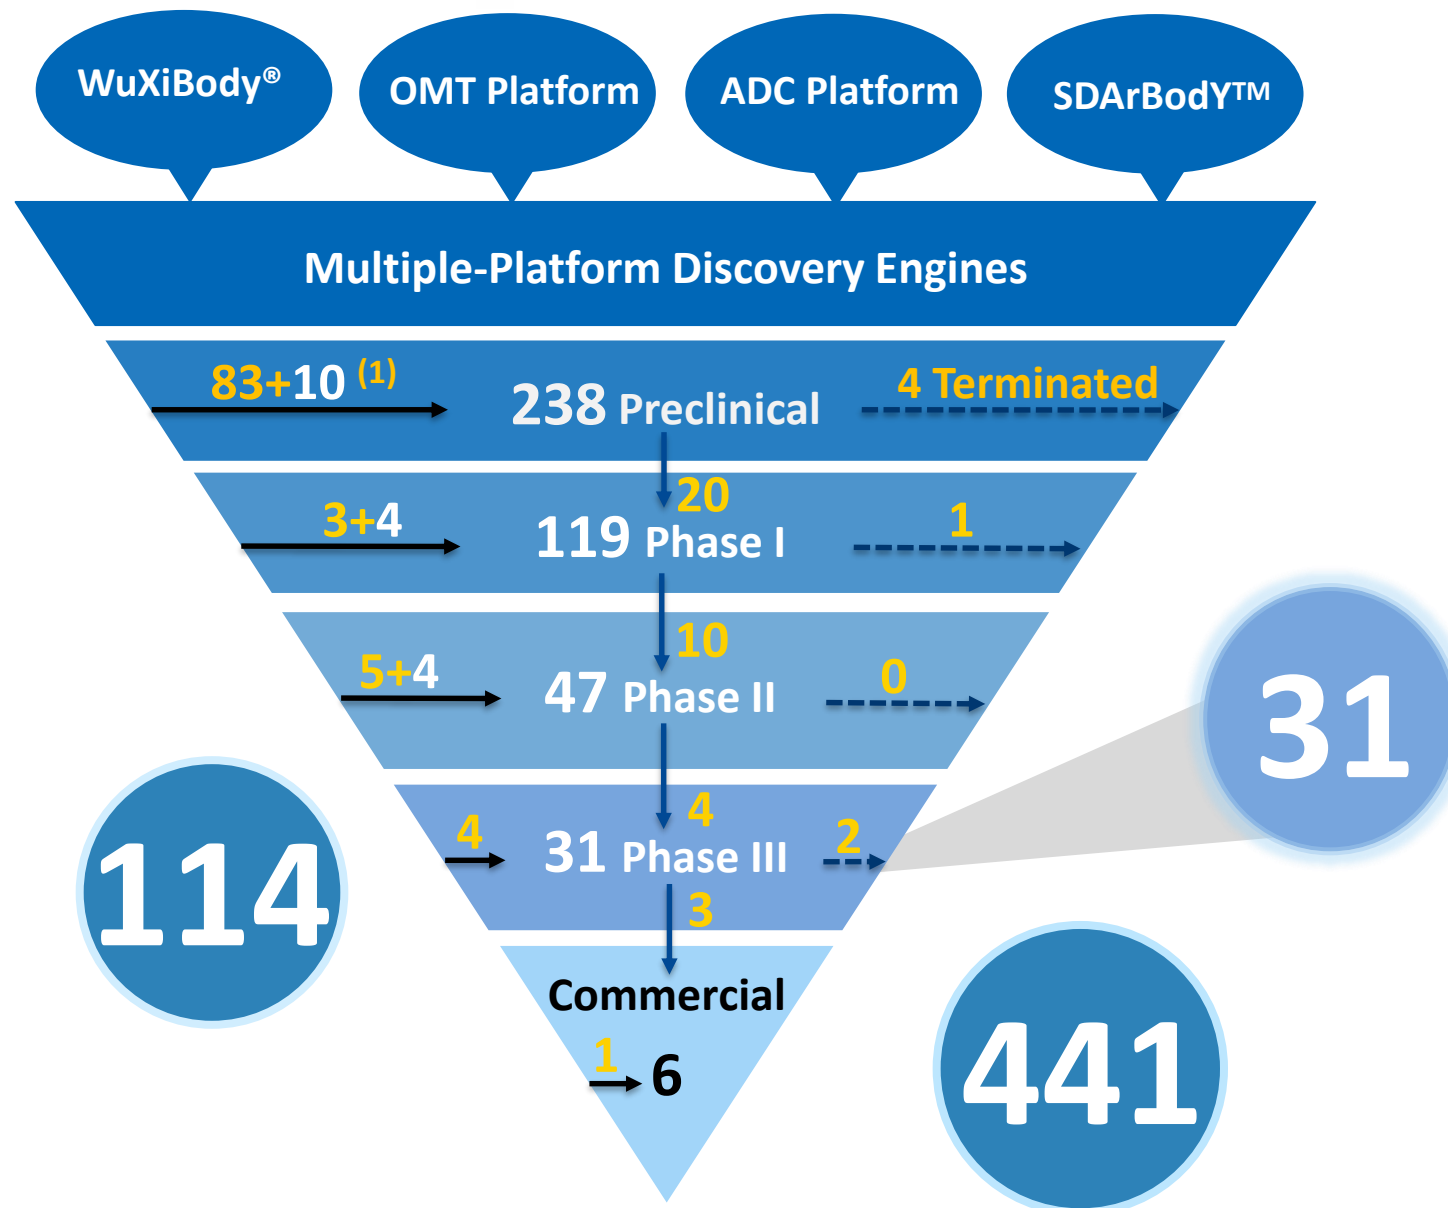 WuXiBody®
OMT Platform
ADC Platform
SDArBodY™
Multiple-Platform Discovery Engines
83+10 (1)
238 Preclinical
4 Terminated
20
3+4
119 Phase I
1
10
5+4
47 Phase II
0
4
4
31 Phase III
2
3
31
114
Commercial
1
6
441